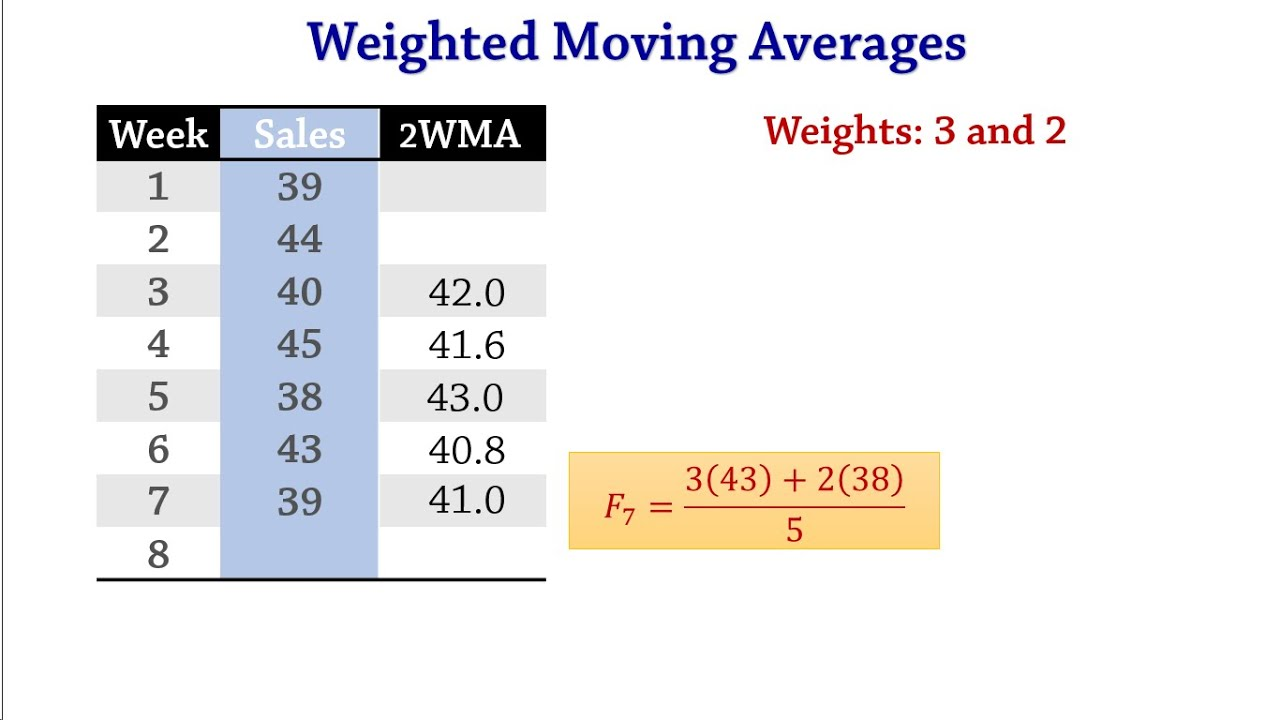 Weighted Moving Averages
Weights: 3 and 2
Week Sales 2WMA
1 39
2 44
3 40 42.0
4 45 41.6
5 38 43.0
6 43 40.8
7 39 41.0
8
F₇ = (3(43) + 2(38)) / 5